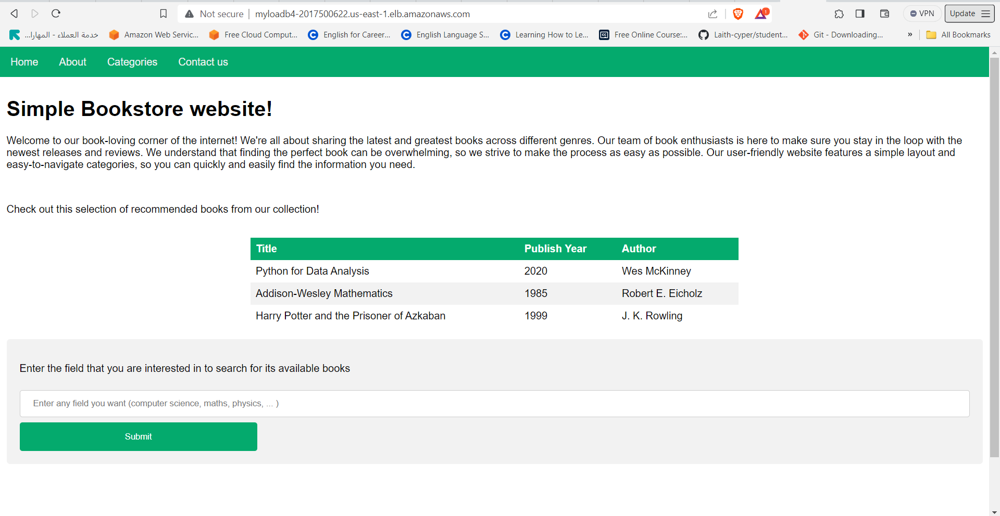 Not secure myloadb4-2017500622.us-east-1.elb.amazonaws.com 1 VPN Update
خدمة العملاء - المهارا... Amazon Web Servic... Free Cloud Comput... English for Career... English Language S... Learning How to Le... Free Online Course:... Laith-cyper/student... Git - Downloading... » All Bookmarks
Home About Categories Contact us
Simple Bookstore website!
Welcome to our book-loving corner of the internet! We're all about sharing the latest and greatest books across different genres. Our team of book enthusiasts is here to make sure you stay in the loop with the
newest releases and reviews. We understand that finding the perfect book can be overwhelming, so we strive to make the process as easy as possible. Our user-friendly website features a simple layout and
easy-to-navigate categories, so you can quickly and easily find the information you need.
Check out this selection of recommended books from our collection!
Title Publish Year Author
Python for Data Analysis 2020 Wes McKinney
Addison-Wesley Mathematics 1985 Robert E. Eicholz
Harry Potter and the Prisoner of Azkaban 1999 J. K. Rowling
Enter the field that you are interested in to search for its available books
Enter any field you want (computer science, maths, physics, ... )
Submit